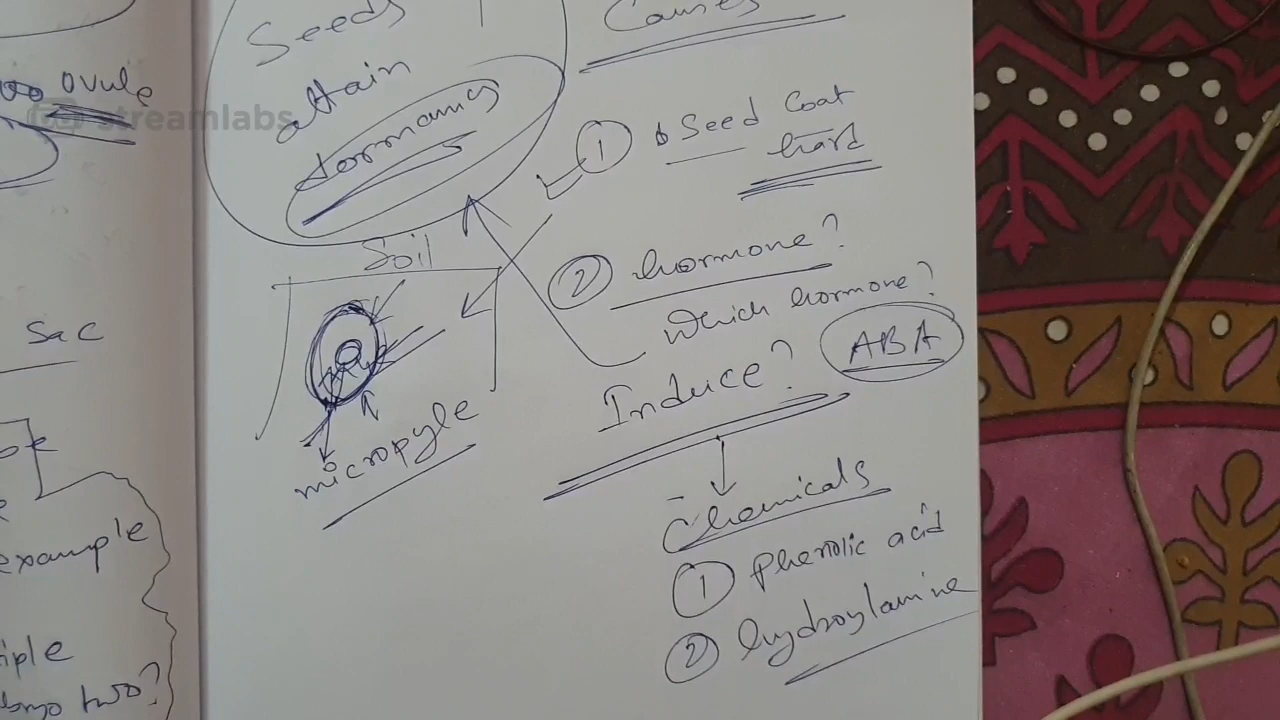 ovule
Sac
example
two?
Seeds
attain
dormancy
Causes
① Seed Coat
hard
② hormone?
Which hormone?
ABA
Induce?
Soil
micropyle
Chemicals
① Phenolic acid
② hydroxylamine
streamlabs